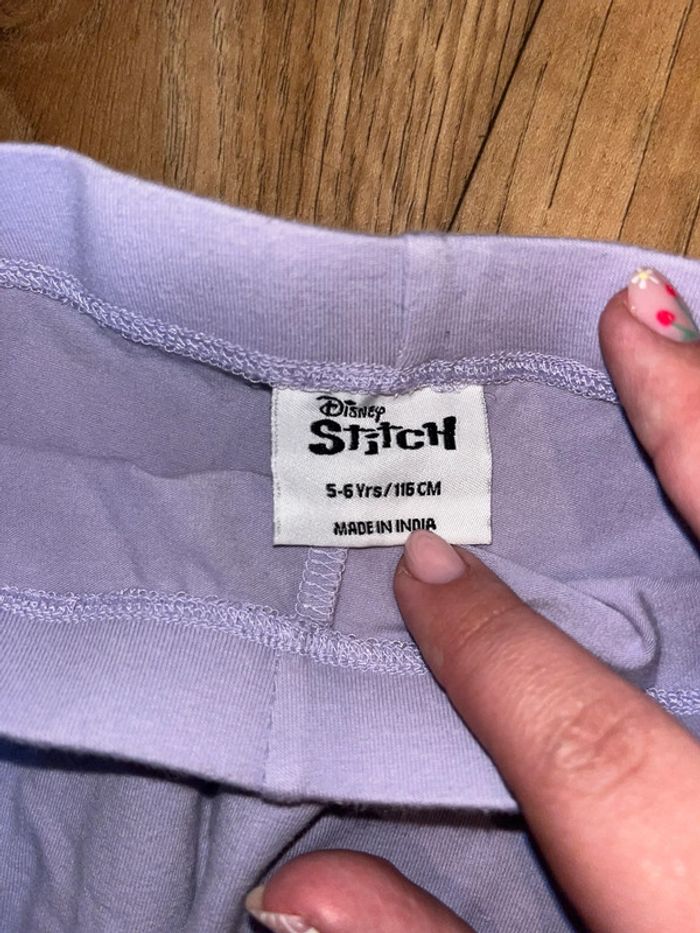 Disney
Stitch
5-6 Yrs/116 CM
MADE IN INDIA